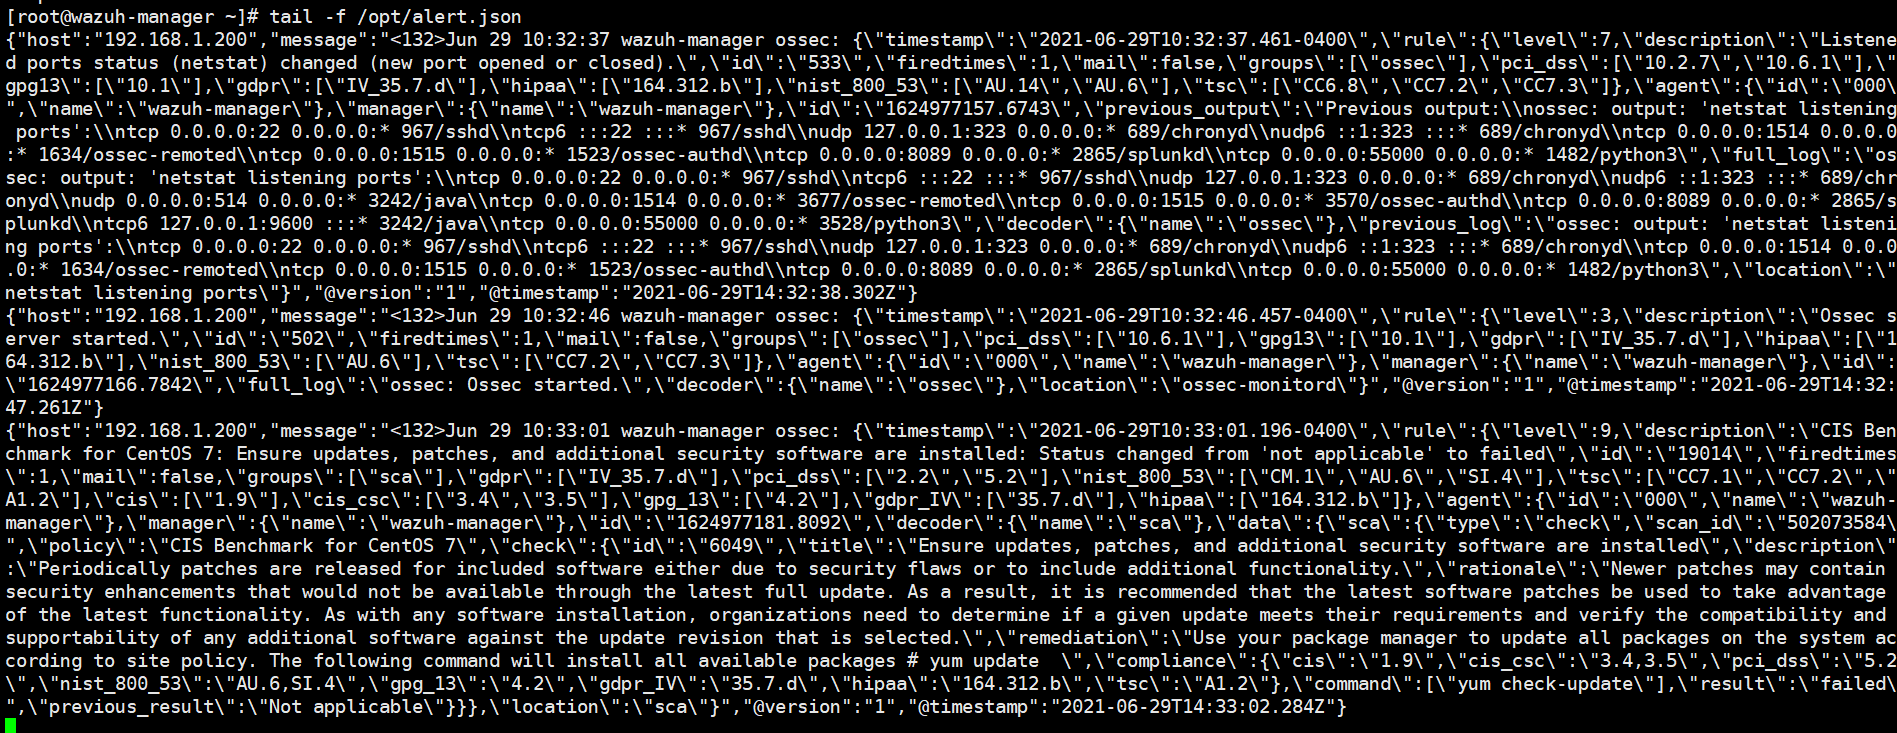 [root@wazuh-manager ~]# tail -f /opt/alert.json
{"host":"192.168.1.200","message":"<132>Jun 29 10:32:37 wazuh-manager ossec: {\"timestamp\":\"2021-06-29T10:32:37.461-0400\",\"rule\":{\"level\":7,\"description\":\"Listene
d ports status (netstat) changed (new port opened or closed).\",\"id\":\"533\",\"firedtimes\":1,\"mail\":false,\"groups\":[\"ossec\"],\"pci_dss\":[\"10.2.7\",\"10.6.1\"],\"
gpg13\":[\"10.1\"],\"gdpr\":[\"IV_35.7.d\"],\"hipaa\":[\"164.312.b\"],\"nist_800_53\":[\"AU.14\",\"AU.6\"],\"tsc\":[\"CC6.8\",\"CC7.2\",\"CC7.3\"]},\"agent\":{\"id\":\"000\
",\"name\":\"wazuh-manager\"},\"manager\":{\"name\":\"wazuh-manager\"},\"id\":\"1624977157.6743\",\"previous_output\":\"Previous output:\\nossec: output: 'netstat listening
 ports':\\ntcp 0.0.0.0:22 0.0.0.0:* 967/sshd\\ntcp6 :::22 :::* 967/sshd\\nudp 127.0.0.1:323 0.0.0.0:* 689/chronyd\\nudp6 ::1:323 :::* 689/chronyd\\ntcp 0.0.0.0:1514 0.0.0.0
:* 1634/ossec-remoted\\ntcp 0.0.0.0:1515 0.0.0.0:* 1523/ossec-authd\\ntcp 0.0.0.0:8089 0.0.0.0:* 2865/splunkd\\ntcp 0.0.0.0:55000 0.0.0.0:* 1482/python3\",\"full_log\":\"os
sec: output: 'netstat listening ports':\\ntcp 0.0.0.0:22 0.0.0.0:* 967/sshd\\ntcp6 :::22 :::* 967/sshd\\nudp 127.0.0.1:323 0.0.0.0:* 689/chronyd\\nudp6 ::1:323 :::* 689/chr
onyd\\nudp 0.0.0.0:514 0.0.0.0:* 3242/java\\ntcp 0.0.0.0:1514 0.0.0.0:* 3677/ossec-remoted\\ntcp 0.0.0.0:1515 0.0.0.0:* 3570/ossec-authd\\ntcp 0.0.0.0:8089 0.0.0.0:* 2865/s
plunkd\\ntcp6 127.0.0.1:9600 :::* 3242/java\\ntcp 0.0.0.0:55000 0.0.0.0:* 3528/python3\",\"decoder\":{\"name\":\"ossec\"},\"previous_log\":\"ossec: output: 'netstat listeni
ng ports':\\ntcp 0.0.0.0:22 0.0.0.0:* 967/sshd\\ntcp6 :::22 :::* 967/sshd\\nudp 127.0.0.1:323 0.0.0.0:* 689/chronyd\\nudp6 ::1:323 :::* 689/chronyd\\ntcp 0.0.0.0:1514 0.0.0
.0:* 1634/ossec-remoted\\ntcp 0.0.0.0:1515 0.0.0.0:* 1523/ossec-authd\\ntcp 0.0.0.0:8089 0.0.0.0:* 2865/splunkd\\ntcp 0.0.0.0:55000 0.0.0.0:* 1482/python3\",\"location\":\"
netstat listening ports\"}","@version":"1","@timestamp":"2021-06-29T14:32:38.302Z"}
{"host":"192.168.1.200","message":"<132>Jun 29 10:32:46 wazuh-manager ossec: {\"timestamp\":\"2021-06-29T10:32:46.457-0400\",\"rule\":{\"level\":3,\"description\":\"Ossec s
erver started.\",\"id\":\"502\",\"firedtimes\":1,\"mail\":false,\"groups\":[\"ossec\"],\"pci_dss\":[\"10.6.1\"],\"gpg13\":[\"10.1\"],\"gdpr\":[\"IV_35.7.d\"],\"hipaa\":[\"1
64.312.b\"],\"nist_800_53\":[\"AU.6\"],\"tsc\":[\"CC7.2\",\"CC7.3\"]},\"agent\":{\"id\":\"000\",\"name\":\"wazuh-manager\"},\"manager\":{\"name\":\"wazuh-manager\"},\"id\":
\"1624977166.7842\",\"full_log\":\"ossec: Ossec started.\",\"decoder\":{\"name\":\"ossec\"},\"location\":\"ossec-monitord\"}","@version":"1","@timestamp":"2021-06-29T14:32:
47.261Z"}
{"host":"192.168.1.200","message":"<132>Jun 29 10:33:01 wazuh-manager ossec: {\"timestamp\":\"2021-06-29T10:33:01.196-0400\",\"rule\":{\"level\":9,\"description\":\"CIS Ben
chmark for CentOS 7: Ensure updates, patches, and additional security software are installed: Status changed from 'not applicable' to failed\",\"id\":\"19014\",\"firedtimes
\":1,\"mail\":false,\"groups\":[\"sca\"],\"gdpr\":[\"IV_35.7.d\"],\"pci_dss\":[\"2.2\",\"5.2\"],\"nist_800_53\":[\"CM.1\",\"AU.6\",\"SI.4\"],\"tsc\":[\"CC7.1\",\"CC7.2\",\"
A1.2\"],\"cis\":[\"1.9\"],\"cis_csc\":[\"3.4\",\"3.5\"],\"gpg_13\":[\"4.2\"],\"gdpr_IV\":[\"35.7.d\"],\"hipaa\":[\"164.312.b\"]},\"agent\":{\"id\":\"000\",\"name\":\"wazuh-
manager\"},\"manager\":{\"name\":\"wazuh-manager\"},\"id\":\"1624977181.8092\",\"decoder\":{\"name\":\"sca\"},\"data\":{\"sca\":{\"type\":\"check\",\"scan_id\":\"502073584\
",\"policy\":\"CIS Benchmark for CentOS 7\",\"check\":{\"id\":\"6049\",\"title\":\"Ensure updates, patches, and additional security software are installed\",\"description\"
:\"Periodically patches are released for included software either due to security flaws or to include additional functionality.\",\"rationale\":\"Newer patches may contain
security enhancements that would not be available through the latest full update. As a result, it is recommended that the latest software patches be used to take advantage
of the latest functionality. As with any software installation, organizations need to determine if a given update meets their requirements and verify the compatibility and
supportability of any additional software against the update revision that is selected.\",\"remediation\":\"Use your package manager to update all packages on the system ac
cording to site policy. The following command will install all available packages # yum update  \",\"compliance\":{\"cis\":\"1.9\",\"cis_csc\":\"3.4,3.5\",\"pci_dss\":\"5.2
\",\"nist_800_53\":\"AU.6,SI.4\",\"gpg_13\":\"4.2\",\"gdpr_IV\":\"35.7.d\",\"hipaa\":\"164.312.b\",\"tsc\":\"A1.2\"},\"command\":[\"yum check-update\"],\"result\":\"failed\
",\"previous_result\":\"Not applicable\"}}},\"location\":\"sca\"}","@version":"1","@timestamp":"2021-06-29T14:33:02.284Z"}